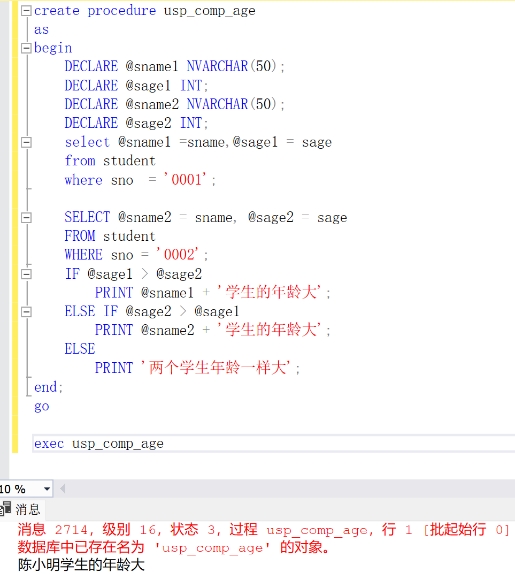 create procedure usp_comp_age
as
begin
DECLARE @sname1 NVARCHAR(50);
DECLARE @sage1 INT;
DECLARE @sname2 NVARCHAR(50);
DECLARE @sage2 INT;
select @sname1 =sname,@sage1 = sage
from student
where sno = '0001';
SELECT @sname2 = sname, @sage2 = sage
FROM student
WHERE sno = '0002';
IF @sage1 > @sage2
PRINT @sname1 + '学生的年龄大';
ELSE IF @sage2 > @sage1
PRINT @sname2 + '学生的年龄大';
ELSE
PRINT '两个学生年龄一样大';
end;
go
exec usp_comp_age
10 %
消息
消息 2714, 级别 16, 状态 3, 过程 usp_comp_age, 行 1 [批起始行 0]
数据库中已存在名为 'usp_comp_age' 的对象。
陈小明学生的年龄大